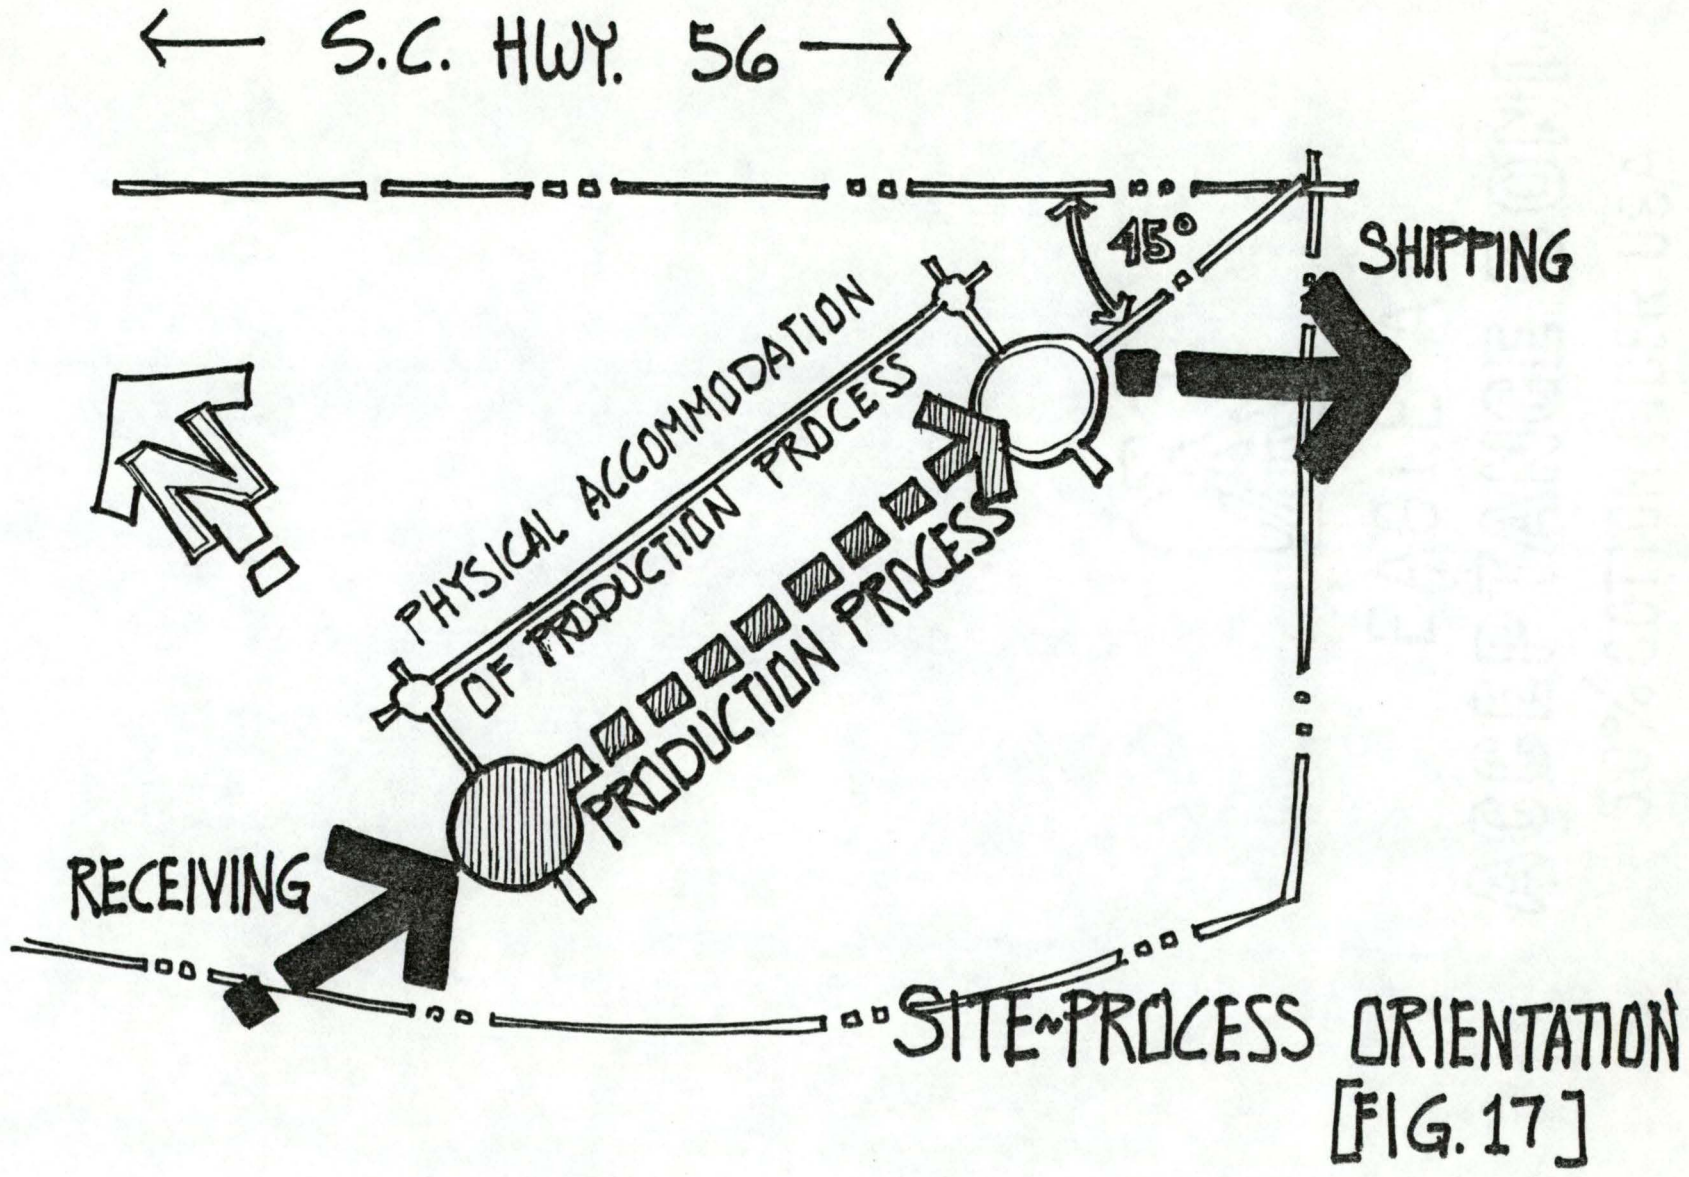 S.C. HWY. 56
45°
SHIPPING
PHYSICAL ACCOMMODATION
OF PRODUCTION PROCESS
PRODUCTION PROCESS
N
RECEIVING
SITE~PROCESS ORIENTATION
[FIG. 17]